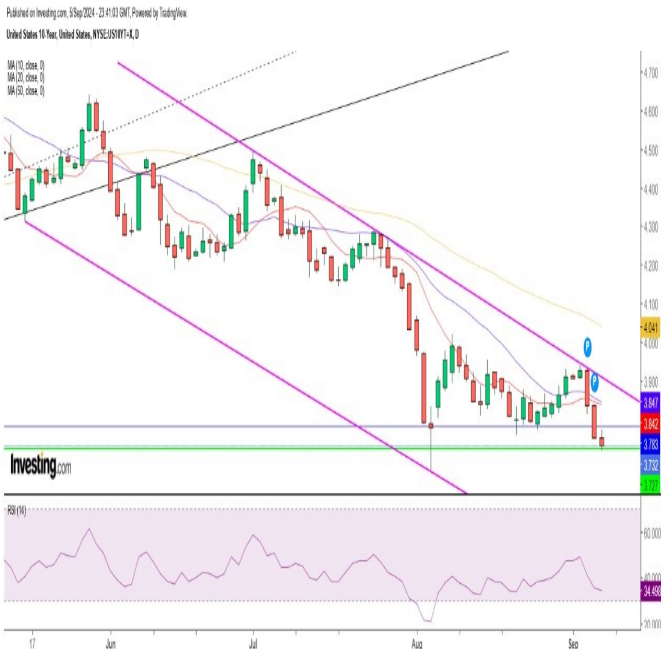 Published on Investing.com, 5/Sep/2024 - 23:41:03 GMT, Powered by TradingView.
United States 10-Year, United States, NYSE:US10YT=X, D
MA (10, close, 0)
MA (20, close, 0)
MA (50, close, 0)
4.700
4.600
4.500
4.400
4.300
4.200
4.100
4.041
4.000
3.900
P
P
3.847
3.842
3.783
3.732
3.727
Investing.com
RSI (14)
60.000
40.000
34.498
20.000
17
Jun
Jul
Aug
Sep